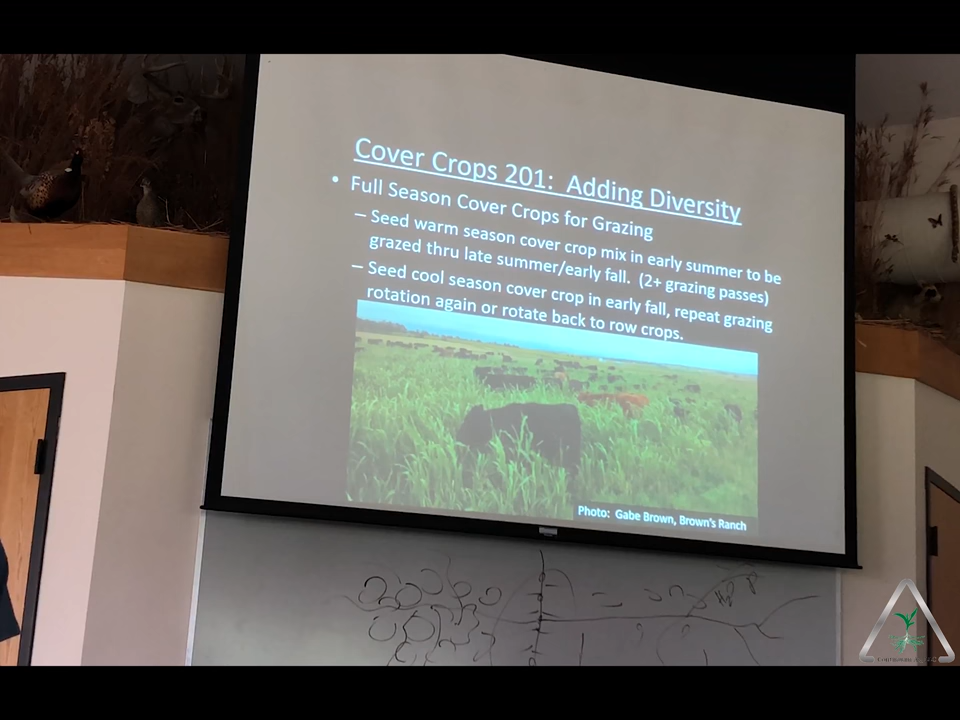 Cover Crops 201: Adding Diversity
• Full Season Cover Crops for Grazing
– Seed warm season cover crop mix in early summer to be
grazed thru late summer/early fall. (2+ grazing passes)
– Seed cool season cover crop in early fall, repeat grazing
rotation again or rotate back to row crops.
Photo: Gabe Brown, Brown's Ranch